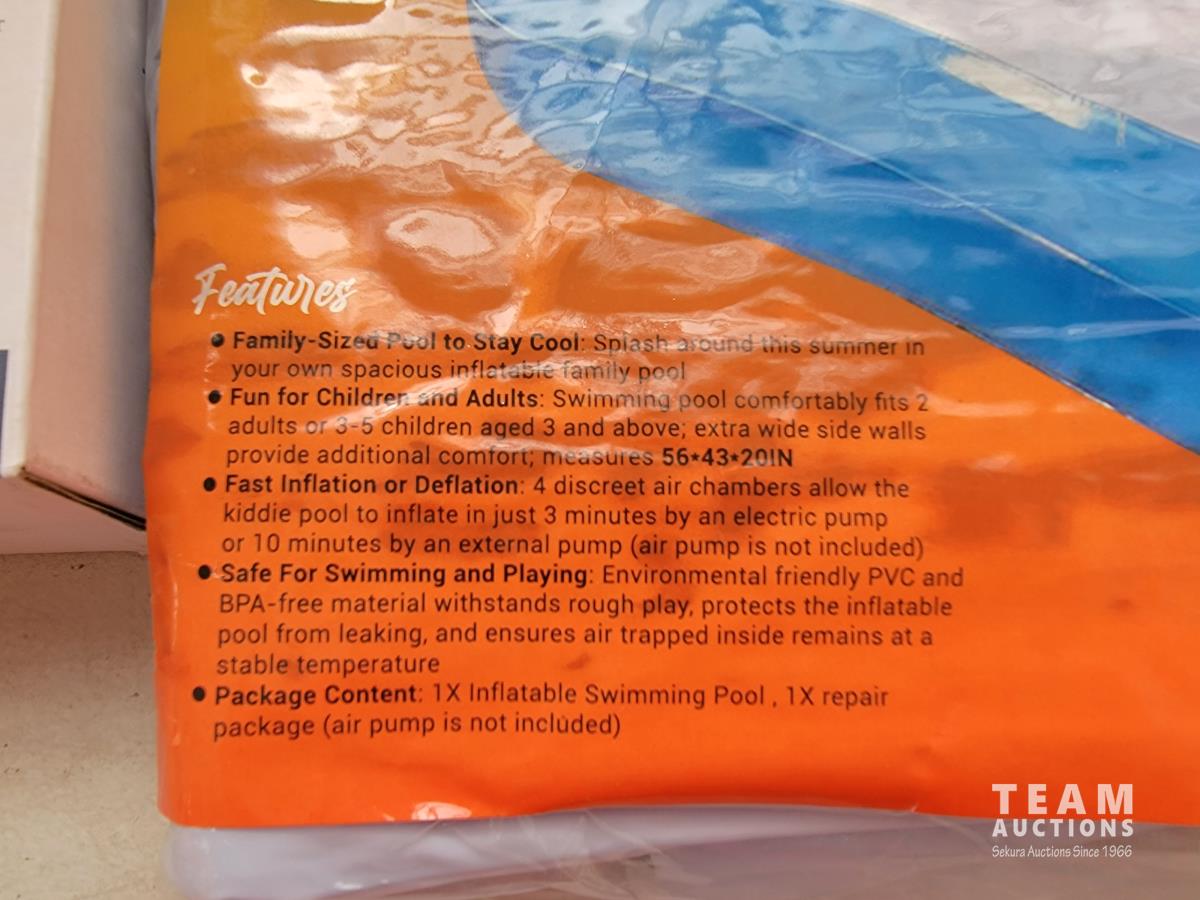 Features
● Family-Sized Pool to Stay Cool: Splash around this summer in
your own spacious inflatable family pool
● Fun for Children and Adults: Swimming pool comfortably fits 2
adults or 3-5 children aged 3 and above; extra wide side walls
provide additional comfort; measures 56*43*20IN
● Fast Inflation or Deflation: 4 discreet air chambers allow the
kiddie pool to inflate in just 3 minutes by an electric pump
or 10 minutes by an external pump (air pump is not included)
● Safe For Swimming and Playing: Environmental friendly PVC and
BPA-free material withstands rough play, protects the inflatable
pool from leaking, and ensures air trapped inside remains at a
stable temperature
● Package Content: 1X Inflatable Swimming Pool , 1X repair
package (air pump is not included)
TEAM
AUCTIONS
Sekura Auctions Since 1966